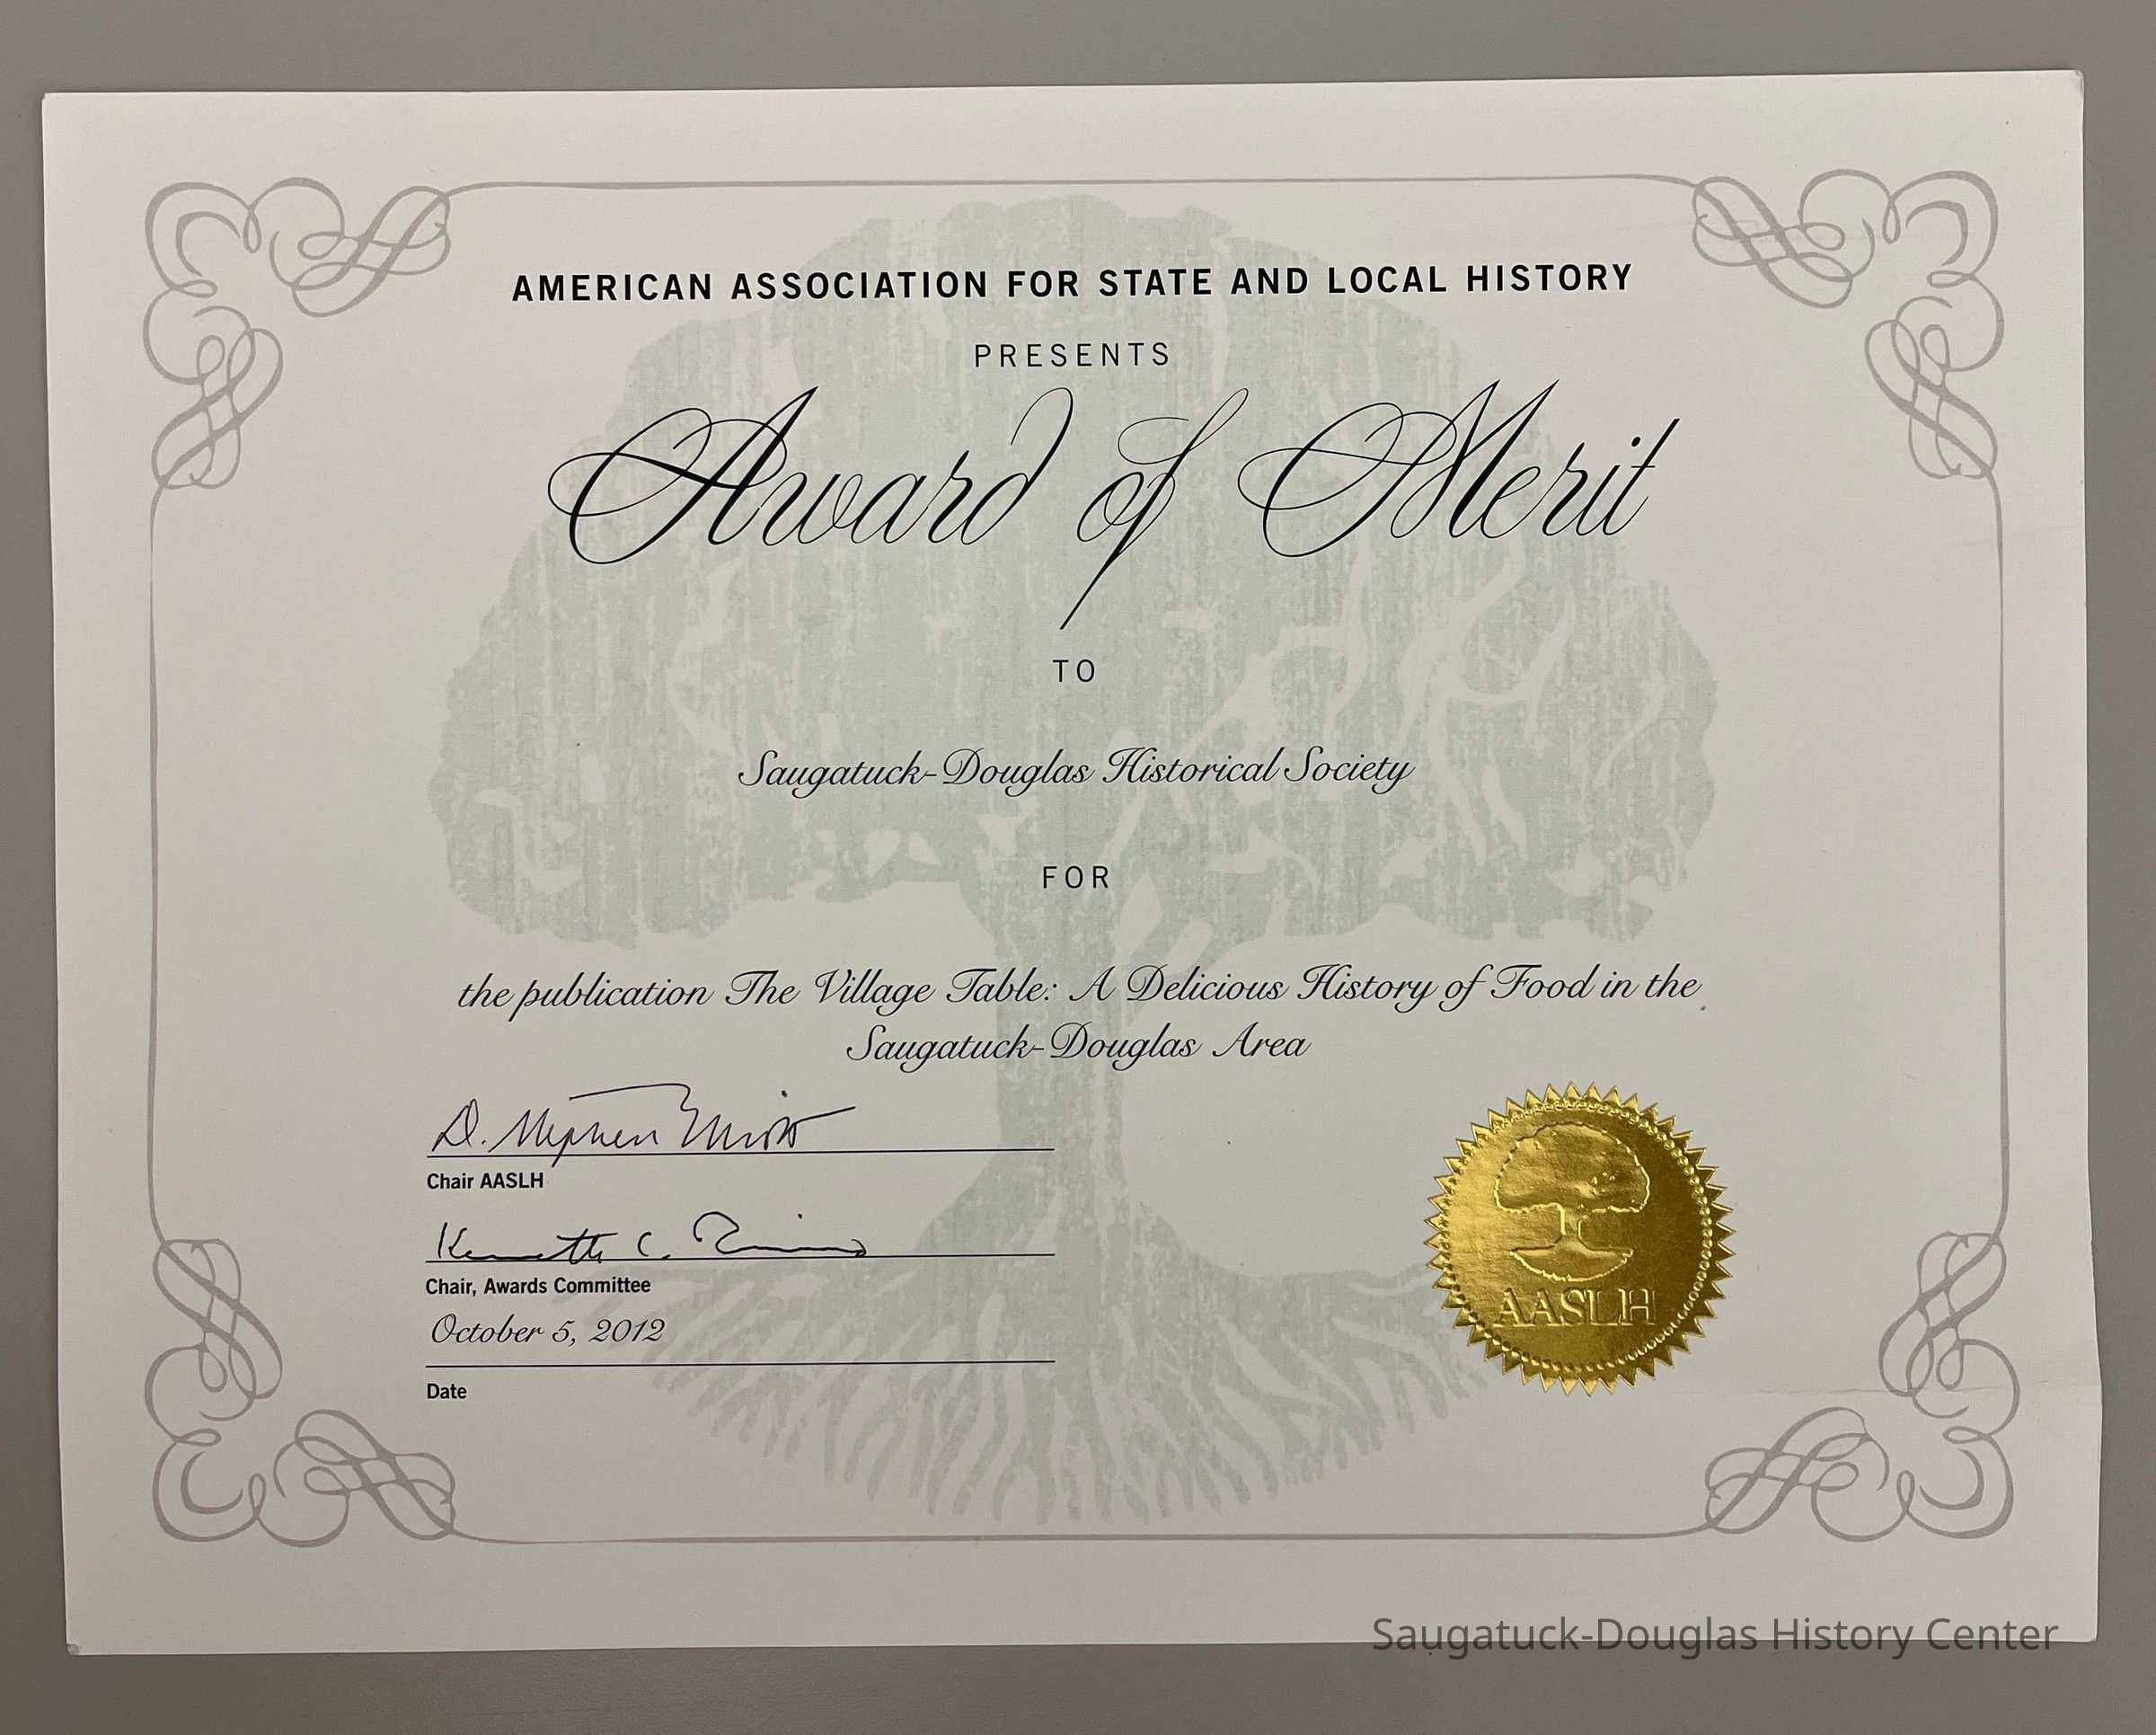 AMERICAN ASSOCIATION FOR STATE AND LOCAL HISTORY
PRESENTS
Award of Merit
TO
Saugatuck-Douglas Historical Society
FOR
the publication The Village Table: A Delicious History of Food in the
Saugatuck-Douglas Area
D. Stephen
Chair AASLH
Kenneth C.
Chair, Awards Committee
October 5, 2012
Date
AASLH
Saugatuck-Douglas History Center